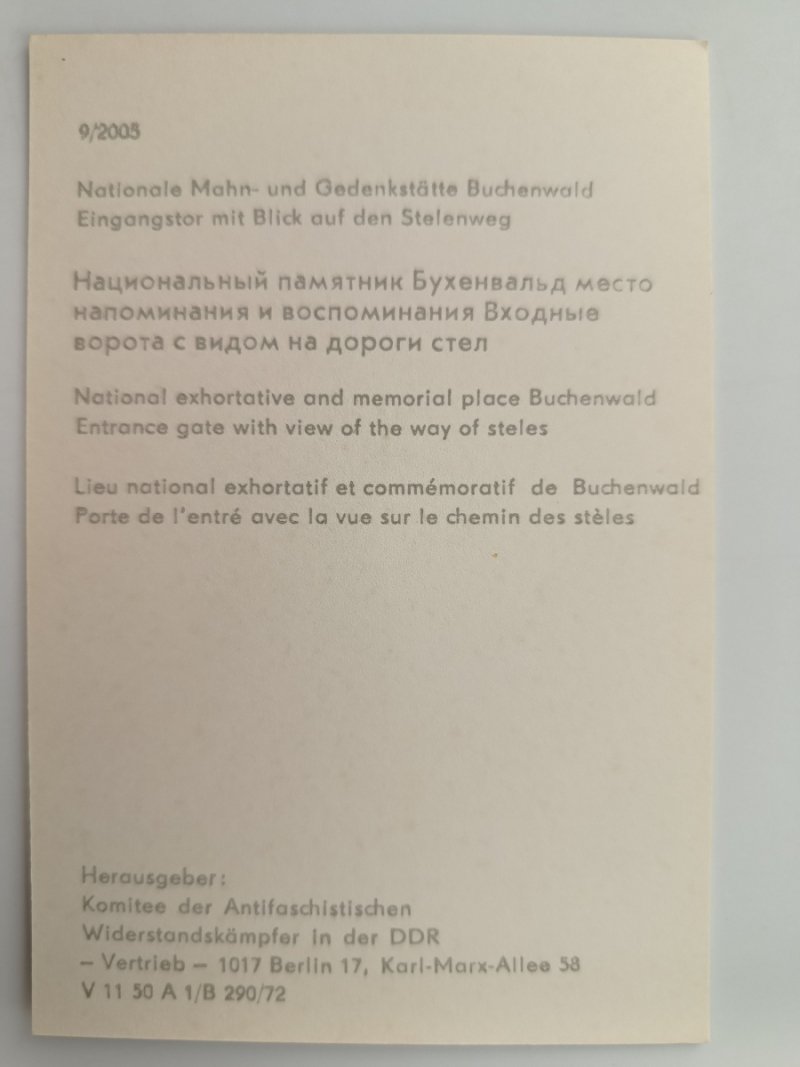 9/2005
Nationale Mahn- und Gedenkstätte Buchenwald
Eingangstor mit Blick auf den Stelenweg
Национальный памятник Бухенвальд место
напоминания и воспоминания Входные
ворота с видом на дороги стел
National exhortative and memorial place Buchenwald
Entrance gate with view of the way of steles
Lieu national exhortatif et commémoratif de Buchenwald
Porte de l'entré avec la vue sur le chemin des stèles
Herausgeber:
Komitee der Antifaschistischen
Widerstandskämpfer in der DDR
– Vertrieb – 1017 Berlin 17, Karl-Marx-Allee 58
V 11 50 A 1/B 290/72